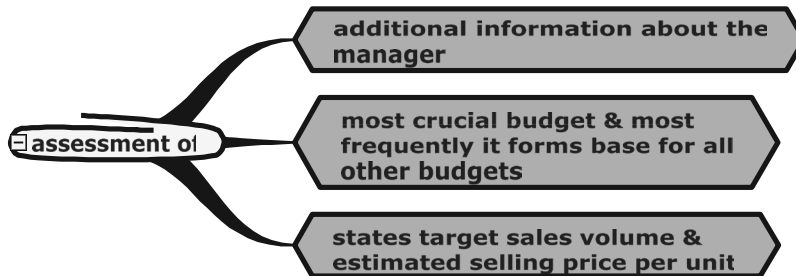 assessment of
additional information about the
manager
most crucial budget & most
frequently it forms base for all
other budgets
states target sales volume &
estimated selling price per unit